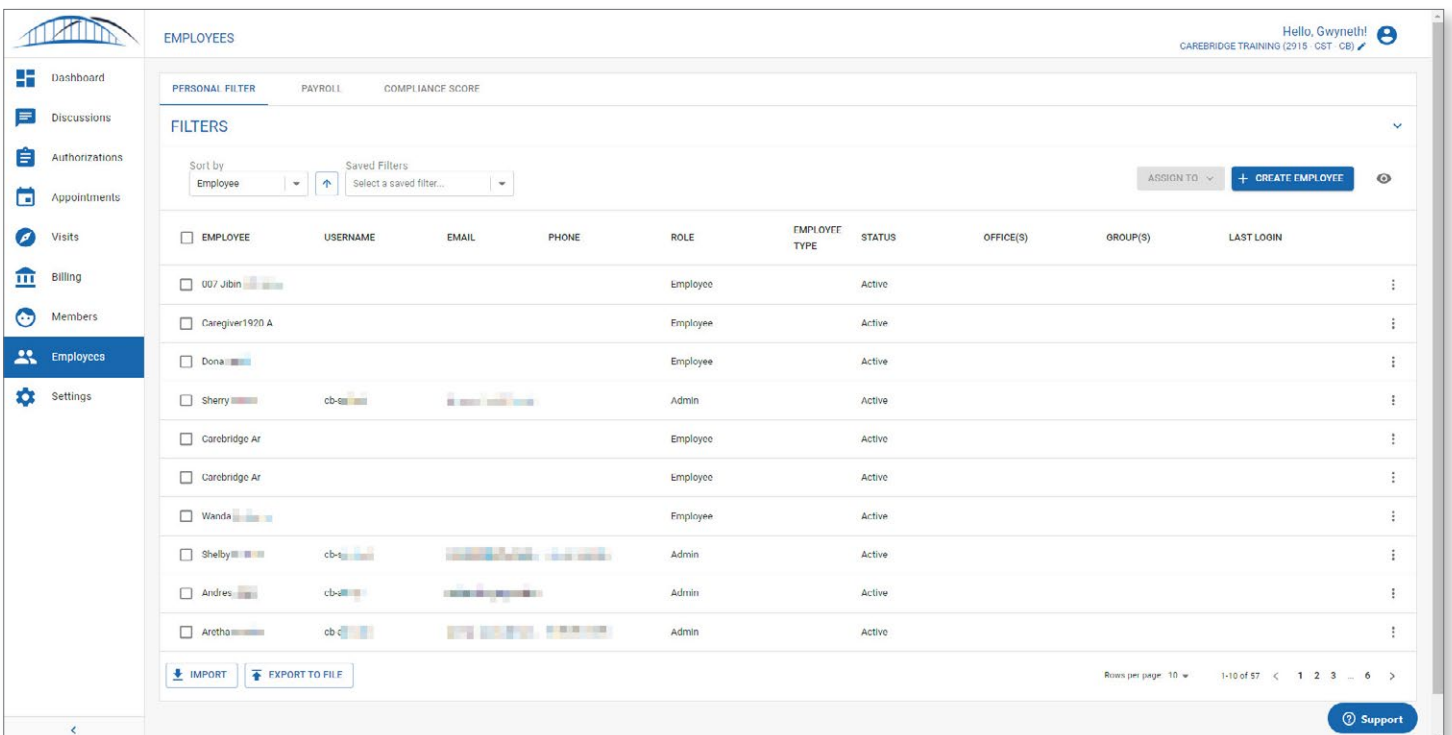 EMPLOYEES
Hello, Gwyneth!
CAREBRIDGE TRAINING (2915 - CST - CB)
Dashboard
Discussions
Authorizations
Appointments
Visits
Billing
Members
Employees
Settings
PERSONAL FILTER PAYROLL COMPLIANCE SCORE
FILTERS
Sort by Saved Filters
Employee Select a saved filter... ASSIGN TO + CREATE EMPLOYEE
EMPLOYEE USERNAME EMAIL PHONE ROLE EMPLOYEE TYPE STATUS OFFICE(S) GROUP(S) LAST LOGIN
007 Jibin Employee Active
Caregiver1920 A Employee Active
Dona Employee Active
Sherry Admin Active
Carebridge Ar Employee Active
Carebridge Ar Employee Active
Wanda Employee Active
Shelby Admin Active
Andres Admin Active
Aretha Admin Active
IMPORT EXPORT TO FILE Rows per page 10 1-10 of 57 < 1 2 3 ... 6 >
Support